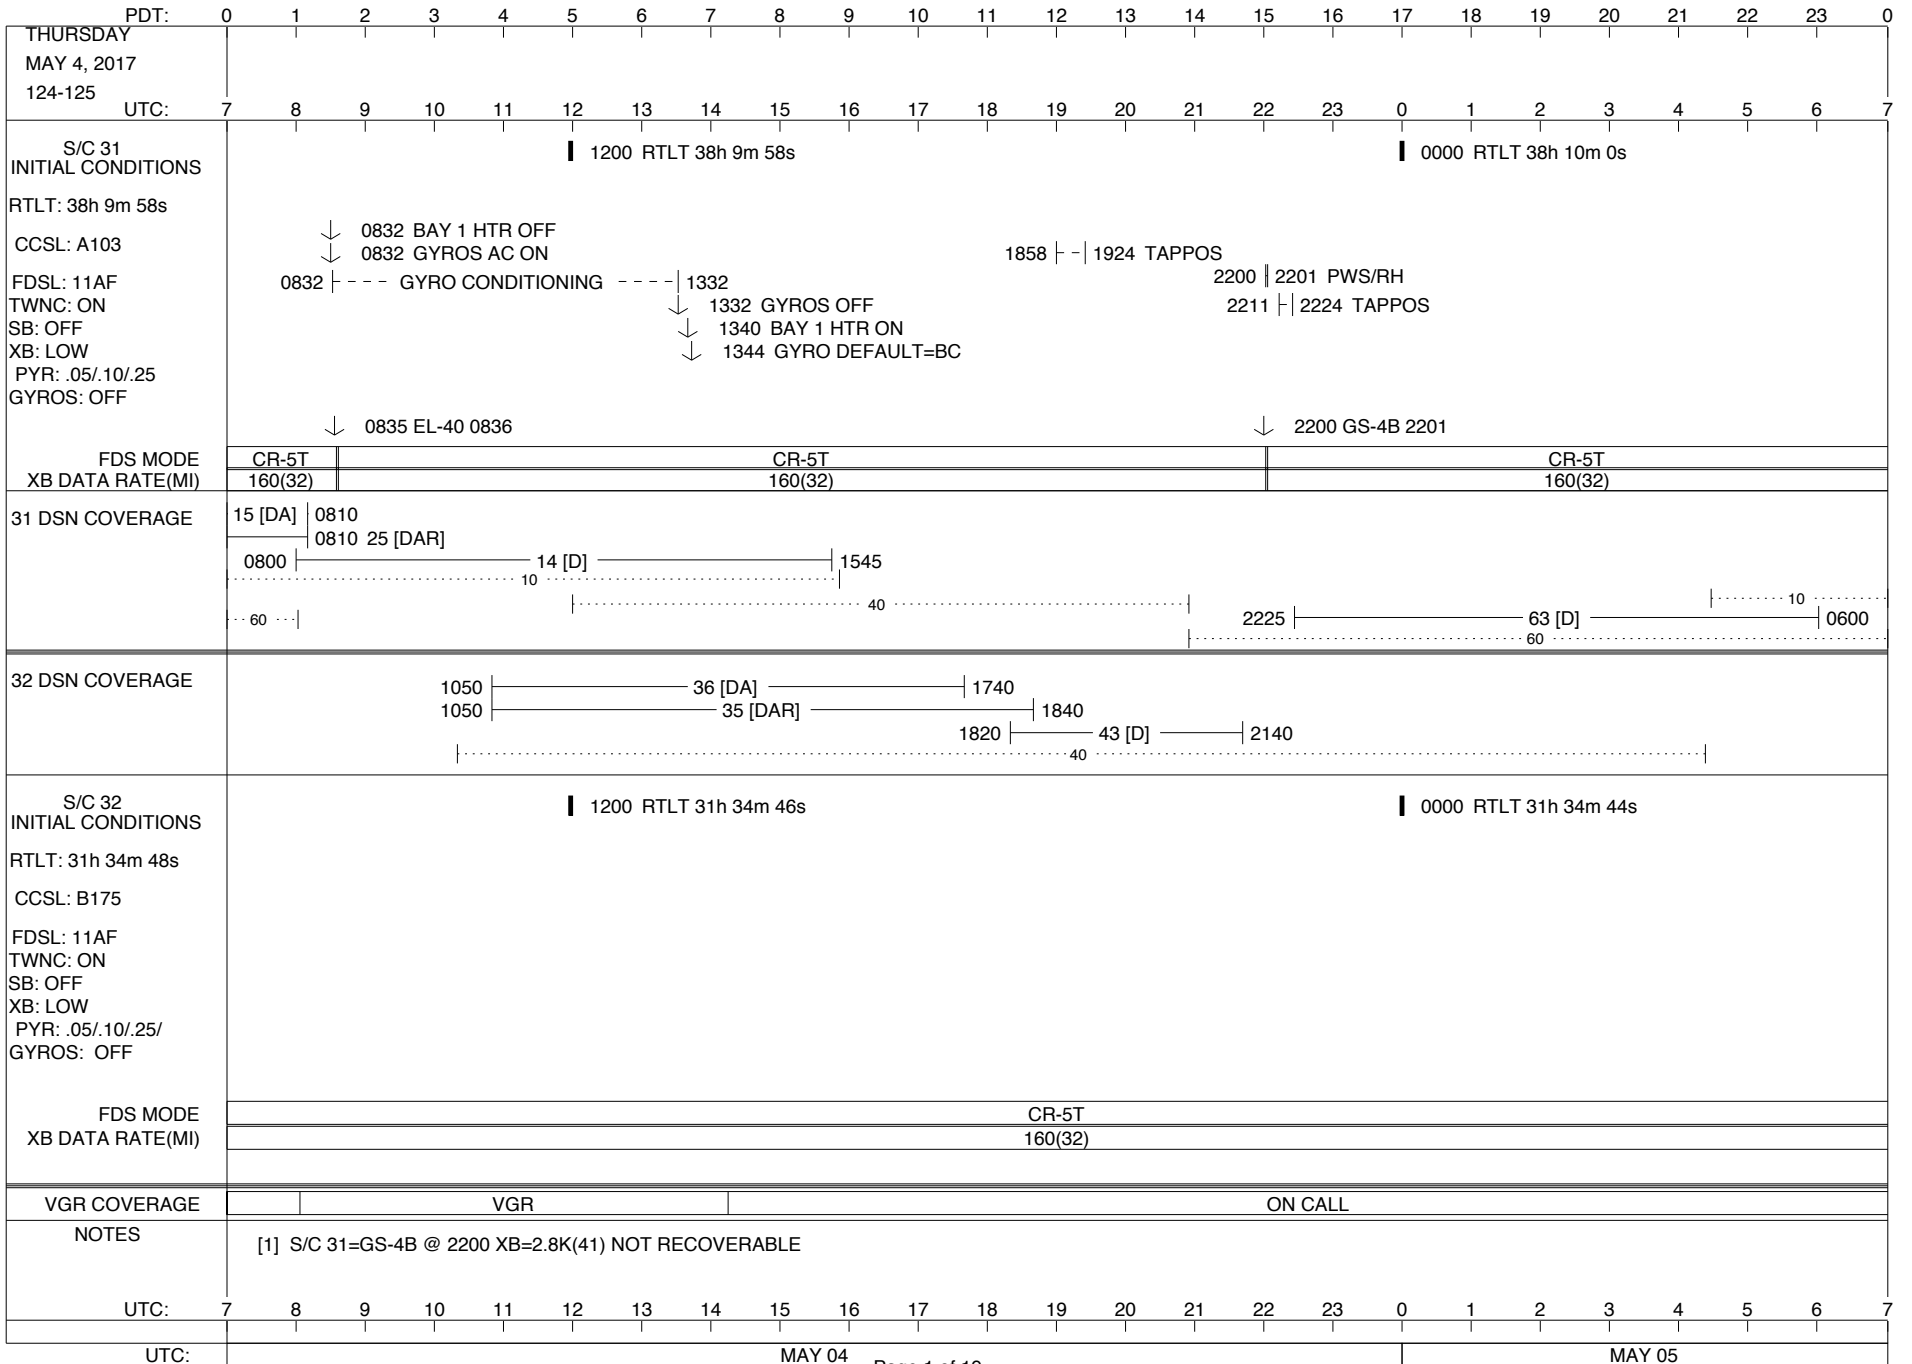 PDT: 0 1 2 3 4 5 6 7 8 9 10 11 12 13 14 15 16 17 18 19 20 21 22 23 0
THURSDAY
MAY 4, 2017
124-125
UTC: 7 8 9 10 11 12 13 14 15 16 17 18 19 20 21 22 23 0 1 2 3 4 5 6 7
S/C 31
INITIAL CONDITIONS
1200 RTLT 38h 9m 58s
0000 RTLT 38h 10m 0s
RTLT: 38h 9m 58s
0832 BAY 1 HTR OFF
CCSL: A103
0832 GYROS AC ON
1858 1924 TAPPOS
FDSL: 11AF
0832 GYRO CONDITIONING 1332
2200 2201 PWS/RH
TWNC: ON
1332 GYROS OFF
2211 2224 TAPPOS
SB: OFF
1340 BAY 1 HTR ON
XB: LOW
1344 GYRO DEFAULT=BC
PYR: .05/.10/.25
GYROS: OFF
0835 EL-40 0836
2200 GS-4B 2201
FDS MODE CR-5T CR-5T CR-5T
XB DATA RATE(MI) 160(32) 160(32) 160(32)
31 DSN COVERAGE
15 [DA] 0810
0810 25 [DAR]
0800 14 [D] 1545
10
40
10
60
2225 63 [D] 0600
60
32 DSN COVERAGE
1050 36 [DA] 1740
1050 35 [DAR] 1840
1820 43 [D] 2140
40
S/C 32
INITIAL CONDITIONS
1200 RTLT 31h 34m 46s
0000 RTLT 31h 34m 44s
RTLT: 31h 34m 48s
CCSL: B175
FDSL: 11AF
TWNC: ON
SB: OFF
XB: LOW
PYR: .05/.10/.25/
GYROS: OFF
FDS MODE CR-5T
XB DATA RATE(MI) 160(32)
VGR COVERAGE VGR ON CALL
NOTES
[1] S/C 31=GS-4B @ 2200 XB=2.8K(41) NOT RECOVERABLE
UTC: 7 8 9 10 11 12 13 14 15 16 17 18 19 20 21 22 23 0 1 2 3 4 5 6 7
UTC: MAY 04 MAY 05